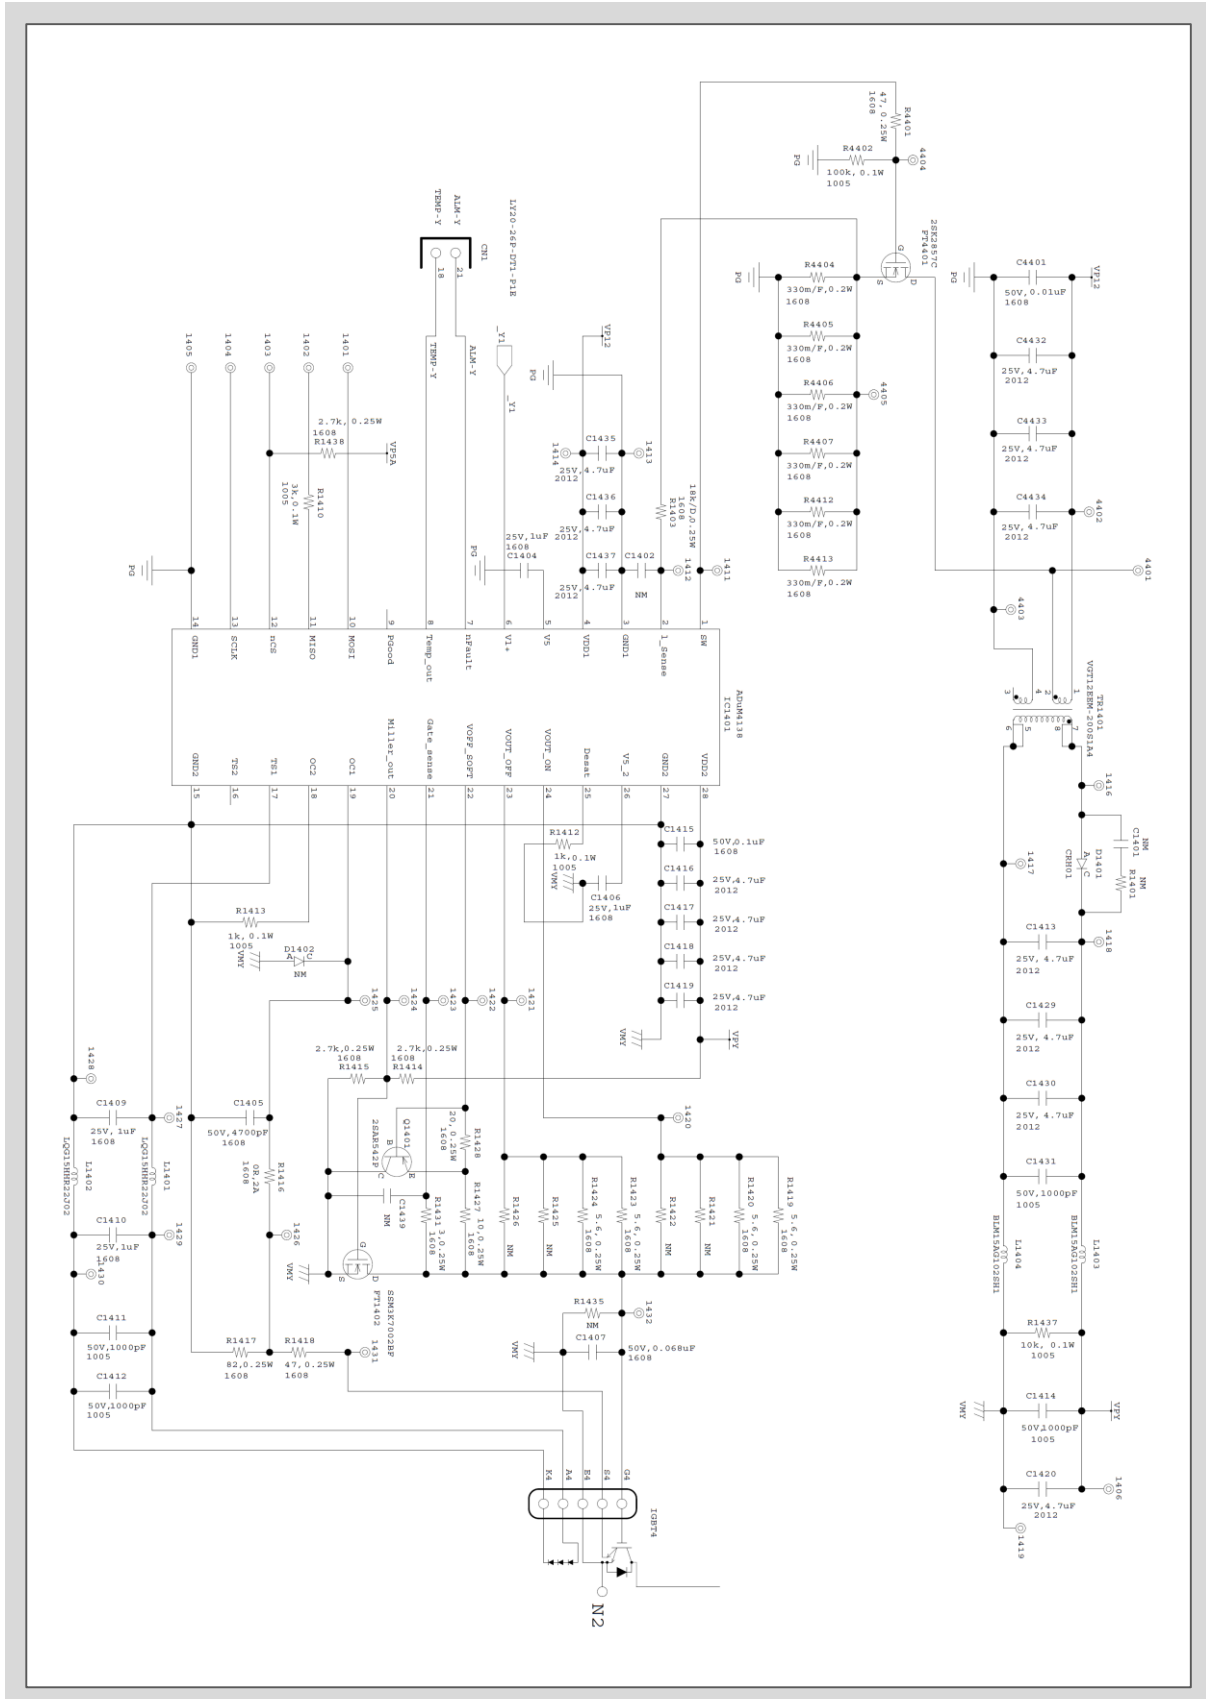 R4401
47,0.25W
1608
R4402
100k,0.1W
1005
PG
4404
2SK2857C
FT4401
G
S
D
R4404
330m/F,0.2W
1608
PG
R4405
330m/F,0.2W
1608
R4406
330m/F,0.2W
1608
4405
R4407
330m/F,0.2W
1608
R4412
330m/F,0.2W
1608
R4413
330m/F,0.2W
1608
PG
C4401
50V,0.01uF
1608
VP12
C4432
25V,4.7uF
2012
C4433
25V,4.7uF
2012
C4434
25V,4.7uF
2012
4402
4401
4403
TEMP-Y
ALM-Y
CN1
LY20-26P-DT1-P1E
18
21
TEMP-Y
ALM-Y
_Y1
_Y1
VP12
PG
1405
1404
1403
1402
1401
2.7k,0.25W
1608
R1438
VP5A
R1410
3k,0.1W
1005
PG
1414
C1435
1413
25V,4.7uF
2012
C1436
25V,4.7uF
2012
C1437
25V,4.7uF
2012
C1402
NM
25V,1uF
1608
C1404
PG
18k/D,0.25W
1608
R1403
1412
1411
14
13
12
11
10
9
8
7
6
5
4
3
2
1
GND1
SCLK
nCS
MISO
MOSI
PGood
Temp_out
nFault
V1+
V5
VDD1
GND1
I_Sense
SW
ADuM4138
IC1401
GND2
TS2
TS1
OC2
OC1
Miller_out
Gate_sense
VOFF_SOFT
VOUT_OFF
VOUT_ON
Desat
V5_2
GND2
VDD2
15
16
17
18
19
20
21
22
23
24
25
26
27
28
VGT12EEM-200S1A4
TR1401
3
4
2
1
6
5
8
7
1416
1417
NM
C1401
NM
R1401
D1401
CRH01
A
C
1418
C1413
25V,4.7uF
2012
C1429
25V,4.7uF
2012
C1430
25V,4.7uF
2012
C1431
50V,1000pF
1005
L1404
BLM15AG102SH1
L1403
BLM15AG102SH1
R1437
10k,0.1W
1005
C1414
50V,1000pF
1005
VMY
VPY
C1420
25V,4.7uF
2012
1406
1419
R1412
1k,0.1W
1005
VMY
C1406
25V,1uF
1608
C1415
50V,0.1uF
1608
C1416
25V,4.7uF
2012
C1417
25V,4.7uF
2012
C1418
25V,4.7uF
2012
C1419
25V,4.7uF
2012
VMY
VPY
R1413
1k,0.1W
1005
VMY
D1402
A
C
NM
1425
1424
1423
1422
1421
2.7k,0.25W
1608
R1415
2.7k,0.25W
1608
R1414
1420
1428
C1409
25V,1uF
1608
1427
C1405
50V,4700pF
1608
LQG15HHR22J02
L1402
LQG15HHR22J02
L1401
R1416
0R,2A
1608
C1410
25V,1uF
1608
1429
1430
1426
C1411
50V,1000pF
1005
C1412
50V,1000pF
1005
Q1401
2SAR542P
B
C
E
R1428
20,0.25W
1608
C1439
NM
R1431 3,0.25W
1608
R1427 10,0.25W
1608
R1426
NM
R1425
NM
R1424 5.6,0.25W
1608
R1423 5.6,0.25W
1608
R1422
NM
R1421
NM
R1420 5.6,0.25W
1608
R1419 5.6,0.25W
1608
VMY
G
S
D
SSM3K7002BF
FT1402
R1417
82,0.25W
1608
R1418
47,0.25W
1608
1431
R1435
NM
1432
C1407
50V,0.068uF
1608
VMY
K4
A4
E4
S4
G4
IGBT4
N2